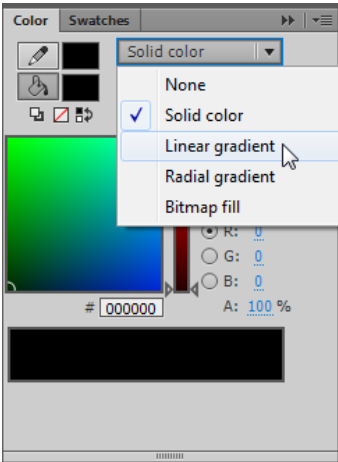 Color Swatches
Solid color
None
Solid color
Linear gradient
Radial gradient
Bitmap fill
R: 0
G: 0
B: 0
# 000000 A: 100 %